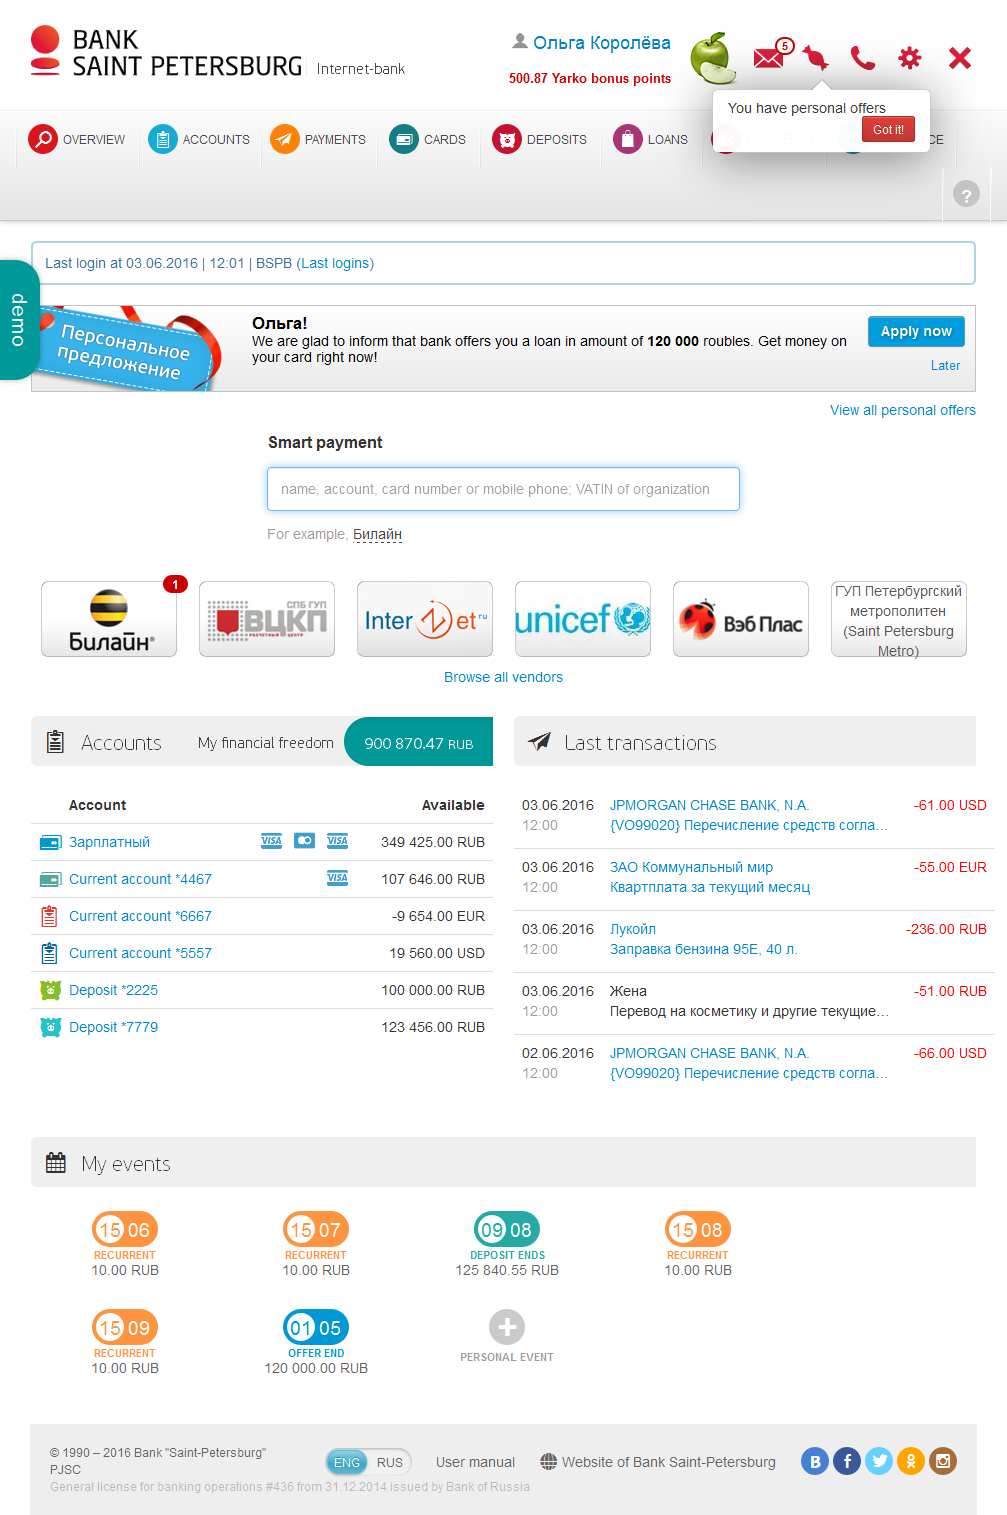 BANK
SAINT PETERSBURG
Internet-bank
Ольга Королёва
500.87 Yarko bonus points
5
You have personal offers
Got it!
OVERVIEW
ACCOUNTS
PAYMENTS
CARDS
DEPOSITS
LOANS
?
Last login at 03.06.2016 | 12:01 | BSPB (Last logins)
demo
Персональное
предложение
Ольга!
We are glad to inform that bank offers you a loan in amount of 120 000 roubles. Get money on
your card right now!
Apply now
Later
View all personal offers
Smart payment
name, account, card number or mobile phone; VATIN of organization
For example, Билайн
1
Билайн®
СПБ ГУП
ВЦКП
РАСЧЕТНЫЙ ЦЕНТР
InterNet ru
unicef
Вэб Плас
ГУП Петербургский
метрополитен
(Saint Petersburg
Metro)
Browse all vendors
Accounts
My financial freedom
900 870.47 RUB
Account Available
Зарплатный VISA VISA 349 425.00 RUB
Current account *4467 VISA 107 646.00 RUB
Current account *6667 -9 654.00 EUR
Current account *5557 19 560.00 USD
Deposit *2225 100 000.00 RUB
Deposit *7779 123 456.00 RUB
Last transactions
03.06.2016 JPMORGAN CHASE BANK, N.A. -61.00 USD
12:00 {VO99020} Перечисление средств согла...
03.06.2016 ЗАО Коммунальный мир -55.00 EUR
12:00 Квартплата за текущий месяц
03.06.2016 Лукойл -236.00 RUB
12:00 Заправка бензина 95Е, 40 л.
03.06.2016 Жена -51.00 RUB
12:00 Перевод на косметику и другие текущие...
02.06.2016 JPMORGAN CHASE BANK, N.A. -66.00 USD
12:00 {VO99020} Перечисление средств согла...
My events
15 06
RECURRENT
10.00 RUB
15 07
RECURRENT
10.00 RUB
09 08
DEPOSIT ENDS
125 840.55 RUB
15 08
RECURRENT
10.00 RUB
15 09
RECURRENT
10.00 RUB
01 05
OFFER END
120 000.00 RUB
PERSONAL EVENT
© 1990 – 2016 Bank "Saint-Petersburg"
PJSC
General license for banking operations #436 from 31.12.2014 issued by Bank of Russia
ENG RUS
User manual
Website of Bank Saint-Petersburg